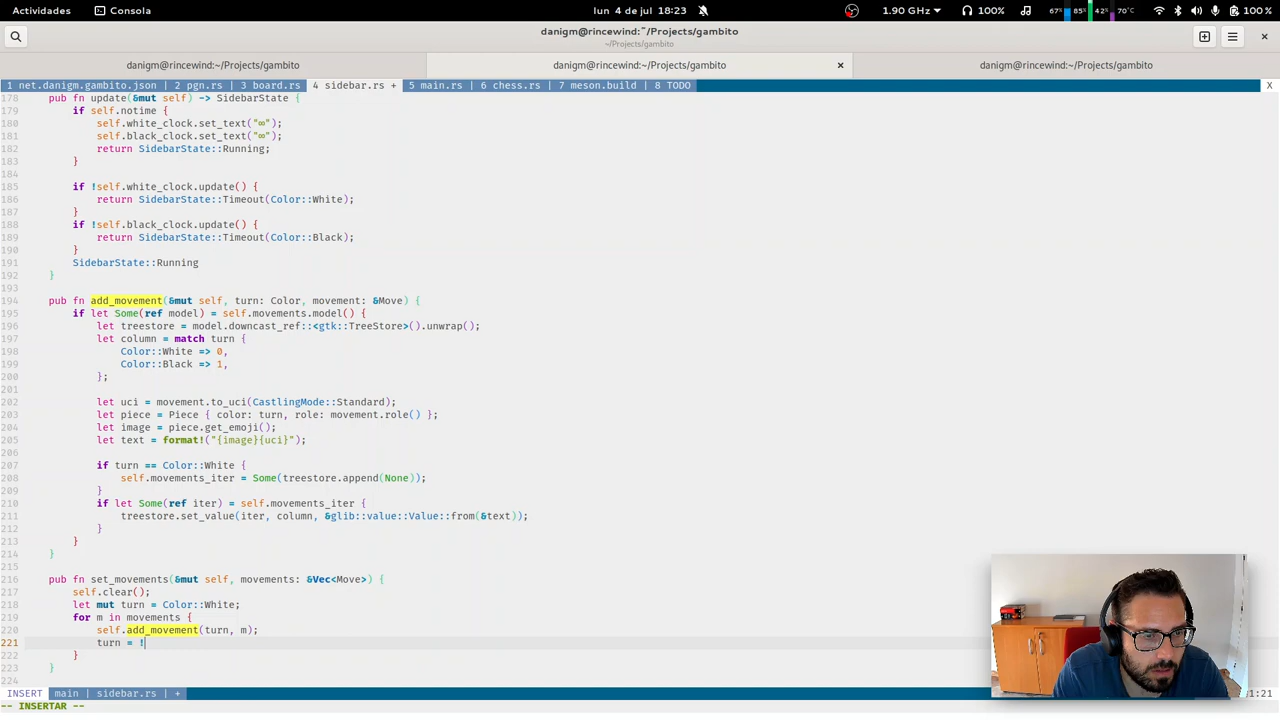 Actividades
Consola
lun 4 de jul 18:23
1.90 GHz
100%
67%
85%
42%
70°C
100 %
danigm@rincewind:~/Projects/gambito
~/Projects/gambito
danigm@rincewind:~/Projects/gambito
danigm@rincewind:~/Projects/gambito ×
danigm@rincewind:~/Projects/gambito
1 net.danigm.gambito.json | 2 pgn.rs | 3 board.rs 4 sidebar.rs + 5 main.rs | 6 chess.rs | 7 meson.build | 8 TODO X
178 pub fn update(&mut self) -> SidebarState {
179 if self.notime {
180 self.white_clock.set_text("∞");
181 self.black_clock.set_text("∞");
182 return SidebarState::Running;
183 }
184
185 if !self.white_clock.update() {
186 return SidebarState::Timeout(Color::White);
187 }
188 if !self.black_clock.update() {
189 return SidebarState::Timeout(Color::Black);
190 }
191 SidebarState::Running
192 }
193
194 pub fn add_movement(&mut self, turn: Color, movement: &Move) {
195 if let Some(ref model) = self.movements.model() {
196 let treestore = model.downcast_ref::<gtk::TreeStore>().unwrap();
197 let column = match turn {
198 Color::White => 0,
199 Color::Black => 1,
200 };
201
202 let uci = movement.to_uci(CastlingMode::Standard);
203 let piece = Piece { color: turn, role: movement.role() };
204 let image = piece.get_emoji();
205 let text = format!("{image}{uci}");
206
207 if turn == Color::White {
208 self.movements_iter = Some(treestore.append(None));
209 }
210 if let Some(ref iter) = self.movements_iter {
211 treestore.set_value(iter, column, &glib::value::Value::from(&text));
212 }
213 }
214 }
215
216 pub fn set_movements(&mut self, movements: &Vec<Move>) {
217 self.clear();
218 let mut turn = Color::White;
219 for m in movements {
220 self.add_movement(turn, m);
221 turn = !
222 }
223 }
224
INSERT main | sidebar.rs | + 1:21
-- INSERTAR --